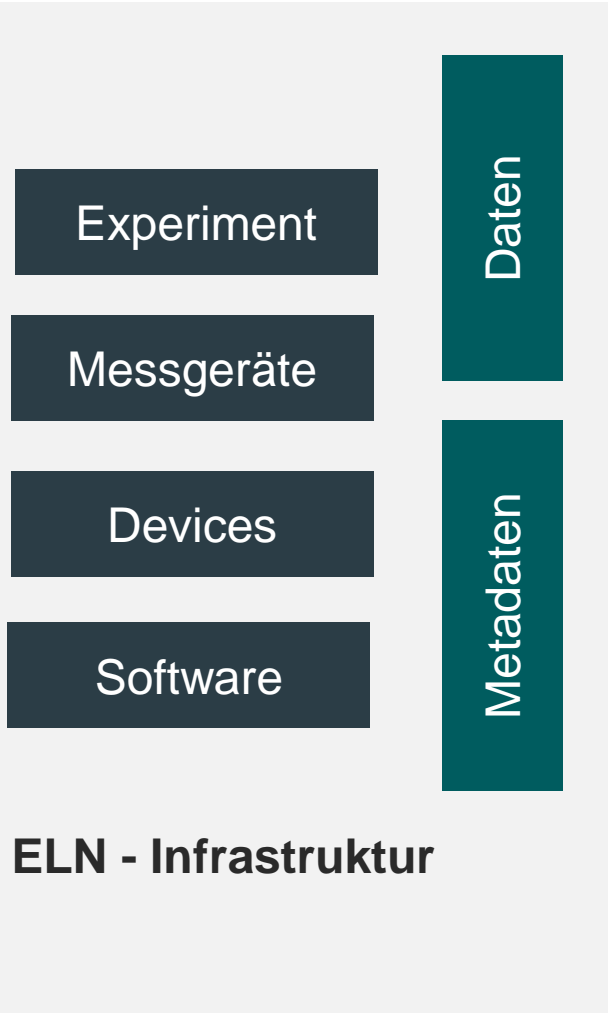 Experiment
Messgeräte
Devices
Software
Daten
Metadaten
ELN - Infrastruktur